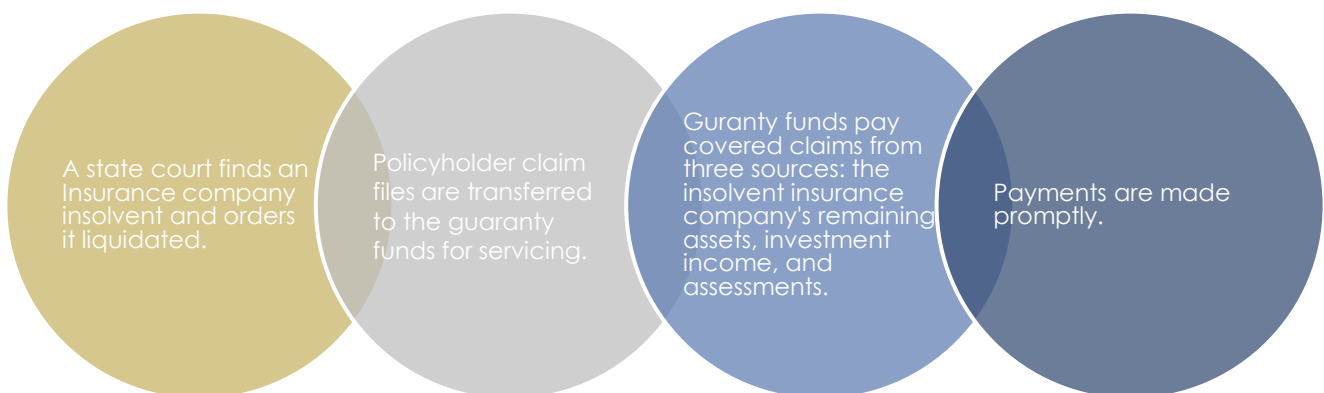 A state court finds an
Insurance company
insolvent and orders
it liquidated.
Policyholder claim
files are transferred
to the guaranty
funds for servicing.
Guranty funds pay
covered claims from
three sources: the
insolvent insurance
company's remaining
assets, investment
income, and
assessments.
Payments are made
promptly.